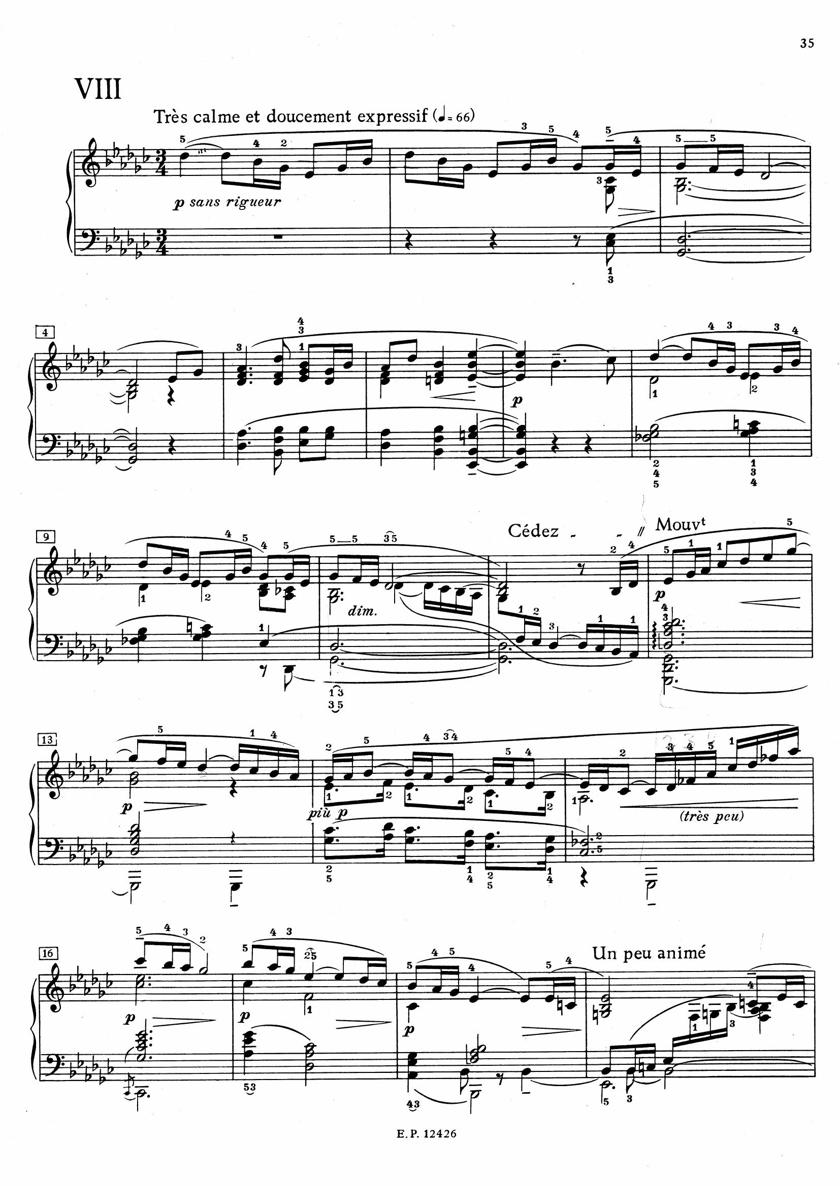 35
VIII
Très calme et doucement expressif (♩= 66)
p sans rigueur
4
p
9
Cédez - - // Mouvt
dim.
p
13
p
più p
(très peu)
16
Un peu animé
p
p
p
E.P. 12426